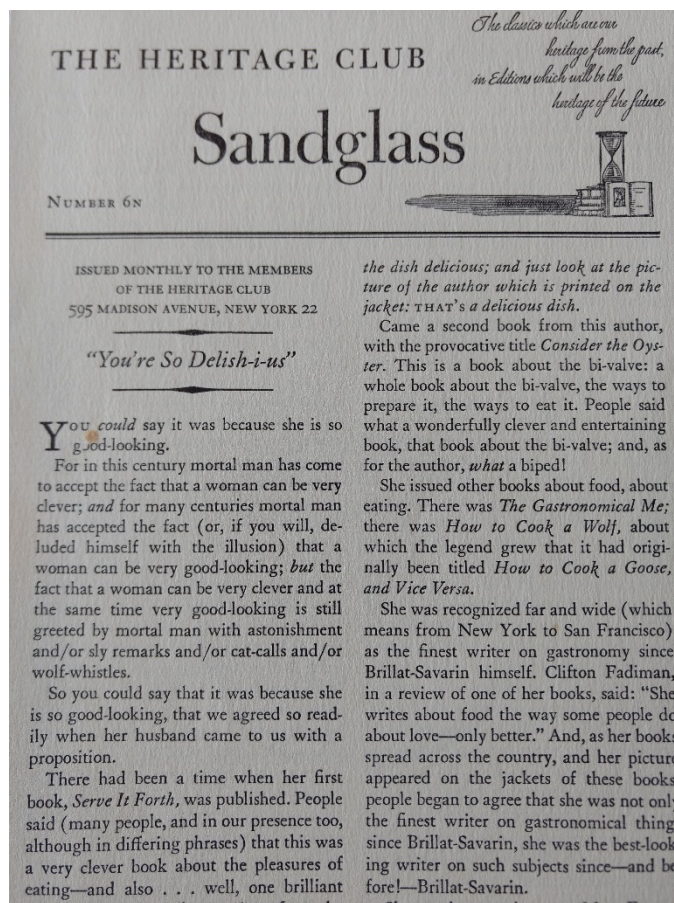 The classics which are our
heritage from the past,
in Editions which will be the
heritage of the future
THE HERITAGE CLUB
Sandglass
NUMBER 6N
ISSUED MONTHLY TO THE MEMBERS
OF THE HERITAGE CLUB
595 MADISON AVENUE, NEW YORK 22
"You're So Delish-i-us"
YOU could say it was because she is so
good-looking.
For in this century mortal man has come
to accept the fact that a woman can be very
clever; and for many centuries mortal man
has accepted the fact (or, if you will, de-
luded himself with the illusion) that a
woman can be very good-looking; but the
fact that a woman can be very clever and at
the same time very good-looking is still
greeted by mortal man with astonishment
and/or sly remarks and/or cat-calls and/or
wolf-whistles.
So you could say that it was because she
is so good-looking, that we agreed so read-
ily when her husband came to us with a
proposition.
There had been a time when her first
book, Serve It Forth, was published. People
said (many people, and in our presence too,
although in differing phrases) that this was
a very clever book about the pleasures of
eating—and also . . . well, one brilliant
the dish delicious; and just look at the pic-
ture of the author which is printed on the
jacket: THAT'S a delicious dish.
Came a second book from this author,
with the provocative title Consider the Oys-
ter. This is a book about the bi-valve: a
whole book about the bi-valve, the ways to
prepare it, the ways to eat it. People said
what a wonderfully clever and entertaining
book, that book about the bi-valve; and, as
for the author, what a biped!
She issued other books about food, about
eating. There was The Gastronomical Me;
there was How to Cook a Wolf, about
which the legend grew that it had origi-
nally been titled How to Cook a Goose,
and Vice Versa.
She was recognized far and wide (which
means from New York to San Francisco)
as the finest writer on gastronomy since
Brillat-Savarin himself. Clifton Fadiman,
in a review of one of her books, said: "She
writes about food the way some people do
about love—only better." And, as her books
spread across the country, and her picture
appeared on the jackets of these books
people began to agree that she was not only
the finest writer on gastronomical thing
since Brillat-Savarin, she was the best-look
ing writer on such subjects since—and be
fore!—Brillat-Savarin.